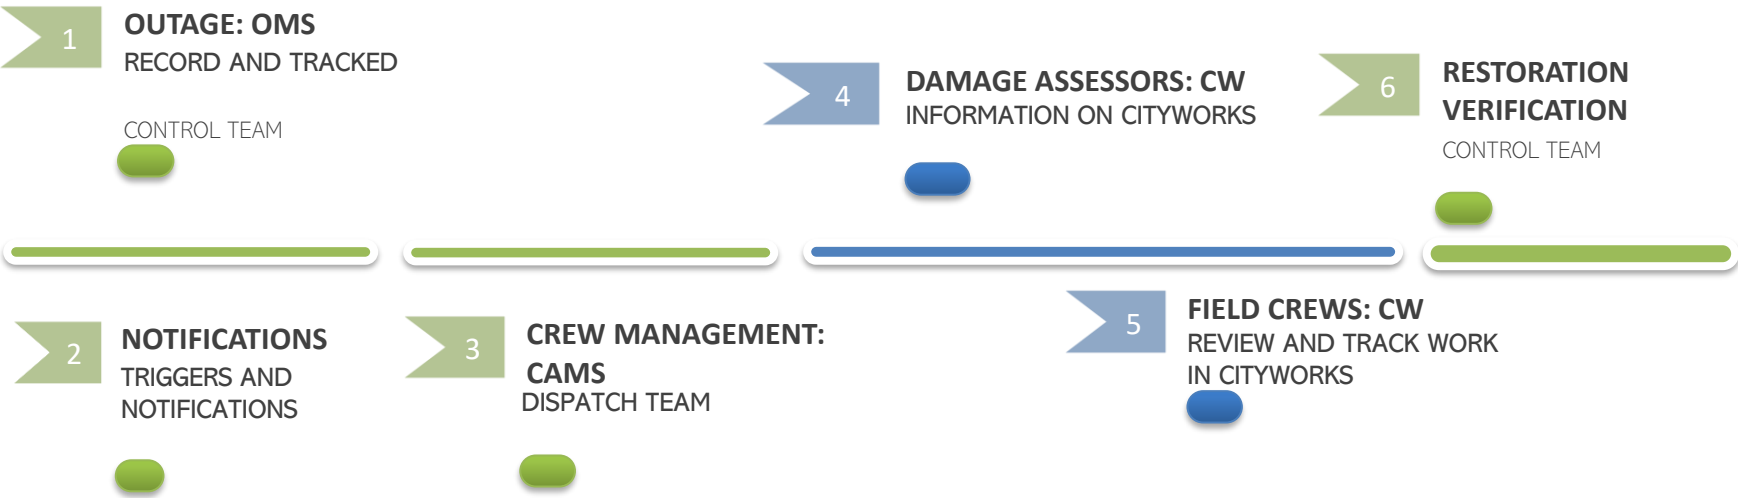 1
OUTAGE: OMS
RECORD AND TRACKED
CONTROL TEAM
2
NOTIFICATIONS
TRIGGERS AND
NOTIFICATIONS
3
CREW MANAGEMENT:
CAMS
DISPATCH TEAM
4
DAMAGE ASSESSORS: CW
INFORMATION ON CITYWORKS
5
FIELD CREWS: CW
REVIEW AND TRACK WORK
IN CITYWORKS
6
RESTORATION
VERIFICATION
CONTROL TEAM